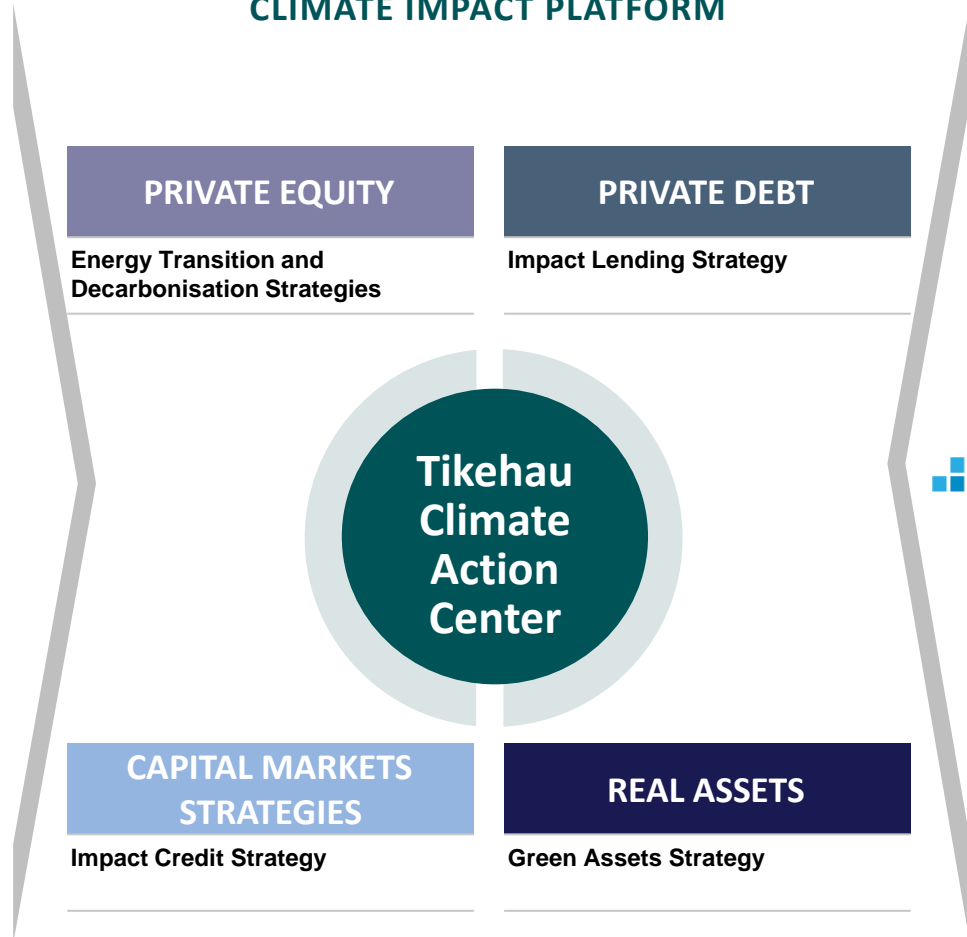 CLIMATE IMPACT PLATFORM
PRIVATE EQUITY
Energy Transition and
Decarbonisation Strategies
PRIVATE DEBT
Impact Lending Strategy
Tikehau
Climate
Action
Center
CAPITAL MARKETS
STRATEGIES
Impact Credit Strategy
REAL ASSETS
Green Assets Strategy